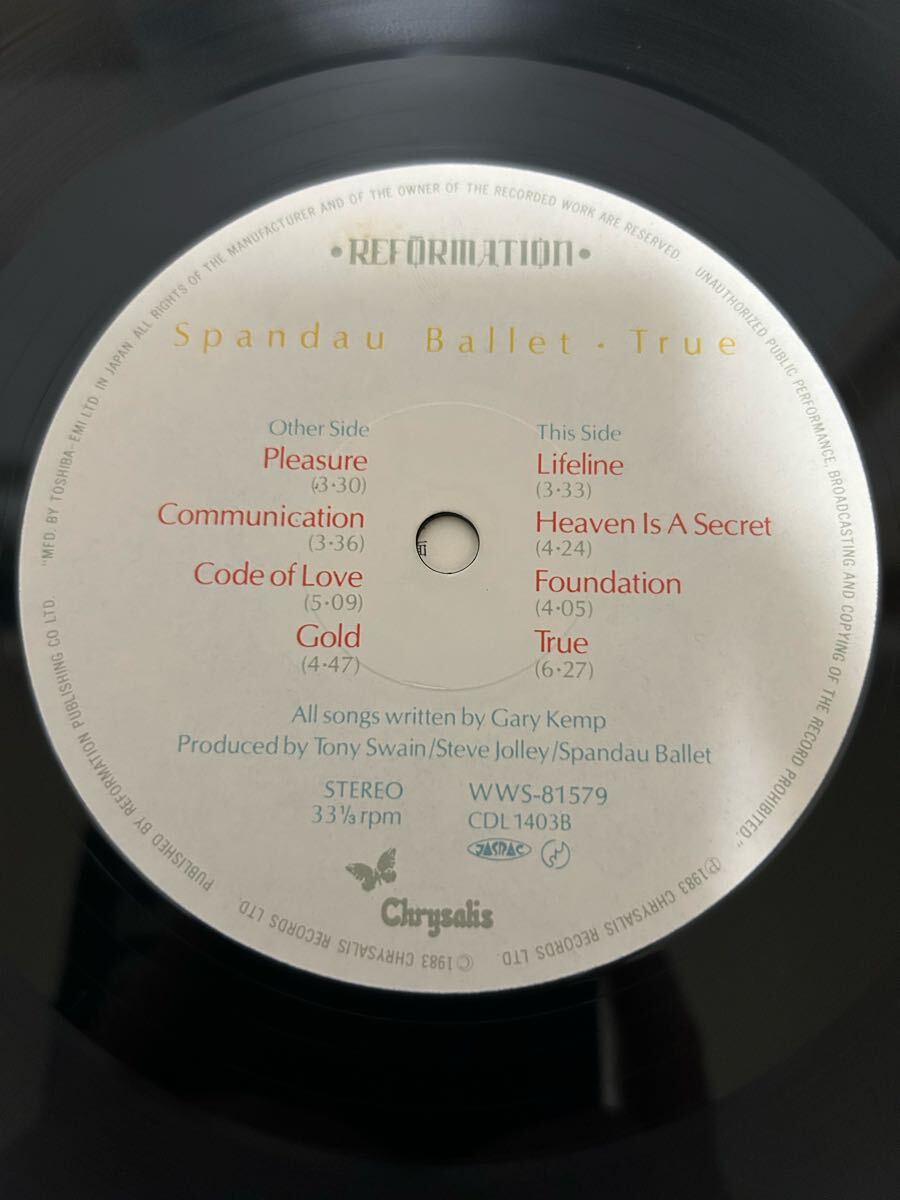 •REFORMATION•
Spandau Ballet · True
Other Side
Pleasure
(3·30)
Communication
(3·36)
Code of Love
(5·09)
Gold
(4·47)
This Side
Lifeline
(3·33)
Heaven Is A Secret
(4·24)
Foundation
(4·05)
True
(6·27)
All songs written by Gary Kemp
Produced by Tony Swain/Steve Jolley/Spandau Ballet
STEREO
33⅓ rpm
WWS-81579
CDL1403B
JASRAC
Chrysalis
"MFD. BY TOSHIBA-EMI LTD. IN JAPAN. ALL RIGHTS OF THE MANUFACTURER AND OF THE OWNER OF THE RECORDED WORK ARE RESERVED. UNAUTHORIZED PUBLIC PERFORMANCE, BROADCASTING AND COPYING OF THE RECORD PROHIBITED."
Ⓟ1983 CHRYSALIS RECORDS LTD.
©1983 CHRYSALIS RECORDS LTD.
PUBLISHED BY REFORMATION PUBLISHING CO LTD.